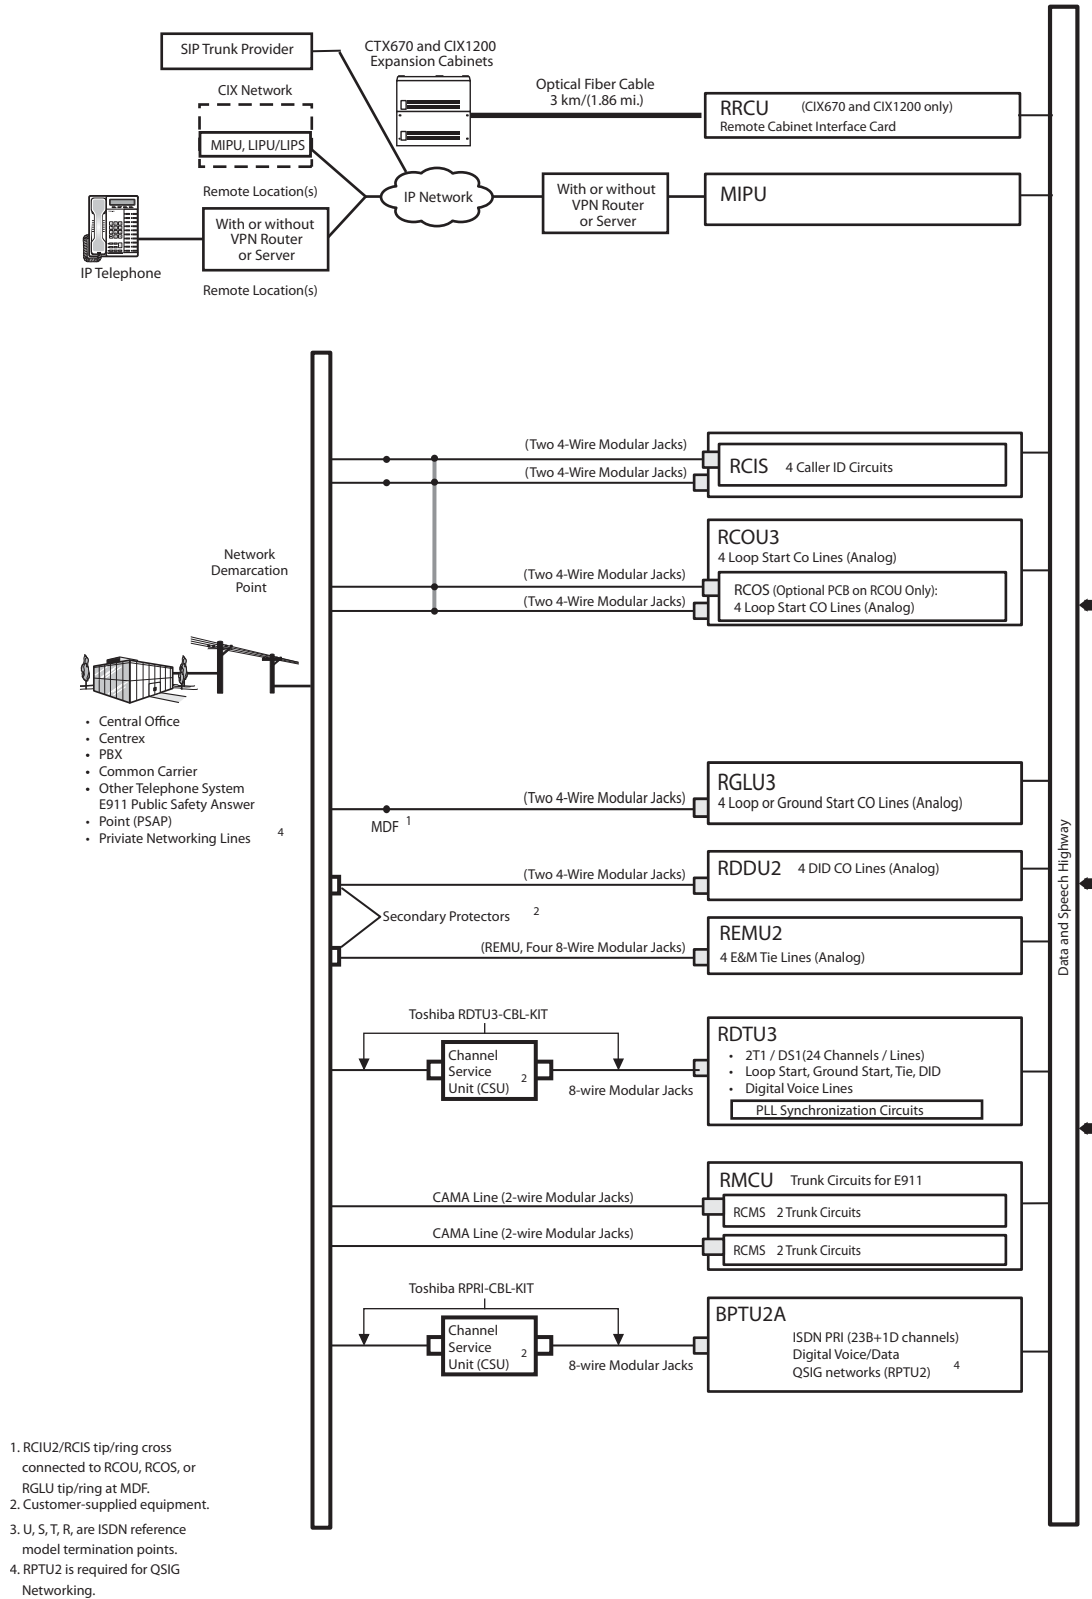 SIP Trunk Provider
CTX670 and CIX1200
Expansion Cabinets
CIX Network
MIPU, LIPU/LIPS
Remote Location(s)
Optical Fiber Cable
3 km/(1.86 mi.)
RRCU (CIX670 and CIX1200 only)
Remote Cabinet Interface Card
IP Network
With or without
VPN Router
or Server
MIPU
With or without
VPN Router
or Server
IP Telephone
Remote Location(s)
(Two 4-Wire Modular Jacks)
(Two 4-Wire Modular Jacks)
RCIS 4 Caller ID Circuits
Network
Demarcation
Point
RCOU3
4 Loop Start Co Lines (Analog)
(Two 4-Wire Modular Jacks)
(Two 4-Wire Modular Jacks)
RCOS (Optional PCB on RCOU Only):
4 Loop Start CO Lines (Analog)
• Central Office
• Centrex
• PBX
• Common Carrier
• Other Telephone System
E911 Public Safety Answer
• Point (PSAP)
• Priviate Networking Lines 4
(Two 4-Wire Modular Jacks)
MDF 1
RGLU3
4 Loop or Ground Start CO Lines (Analog)
(Two 4-Wire Modular Jacks)
RDDU2 4 DID CO Lines (Analog)
Secondary Protectors 2
(REMU, Four 8-Wire Modular Jacks)
REMU2
4 E&M Tie Lines (Analog)
Data and Speech Highway
Toshiba RDTU3-CBL-KIT
Channel
Service
Unit (CSU) 2
8-wire Modular Jacks
RDTU3
• 2T1 / DS1(24 Channels / Lines)
• Loop Start, Ground Start, Tie, DID
• Digital Voice Lines
PLL Synchronization Circuits
CAMA Line (2-wire Modular Jacks)
CAMA Line (2-wire Modular Jacks)
RMCU Trunk Circuits for E911
RCMS 2 Trunk Circuits
RCMS 2 Trunk Circuits
Toshiba RPRI-CBL-KIT
Channel
Service
Unit (CSU) 2
8-wire Modular Jacks
BPTU2A
ISDN PRI (23B+1D channels)
Digital Voice/Data
QSIG networks (RPTU2) 4
1. RCIU2/RCIS tip/ring cross
connected to RCOU, RCOS, or
RGLU tip/ring at MDF.
2. Customer-supplied equipment.
3. U, S, T, R, are ISDN reference
model termination points.
4. RPTU2 is required for QSIG
Networking.